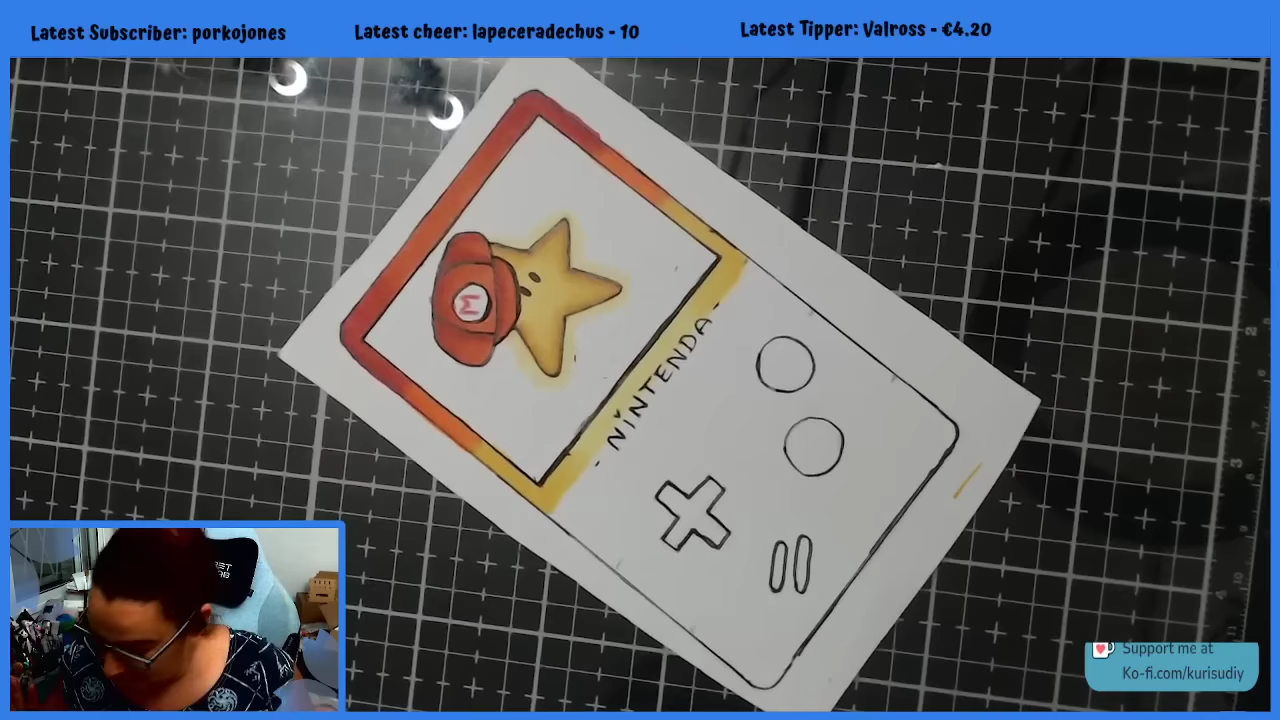 Latest Subscriber: porkojones
Latest cheer: lapeceradechus - 10
Latest Tipper: Valross - €4.20
M
- NINTENDA -
Support me at
Ko-fi.com/kurisudiy